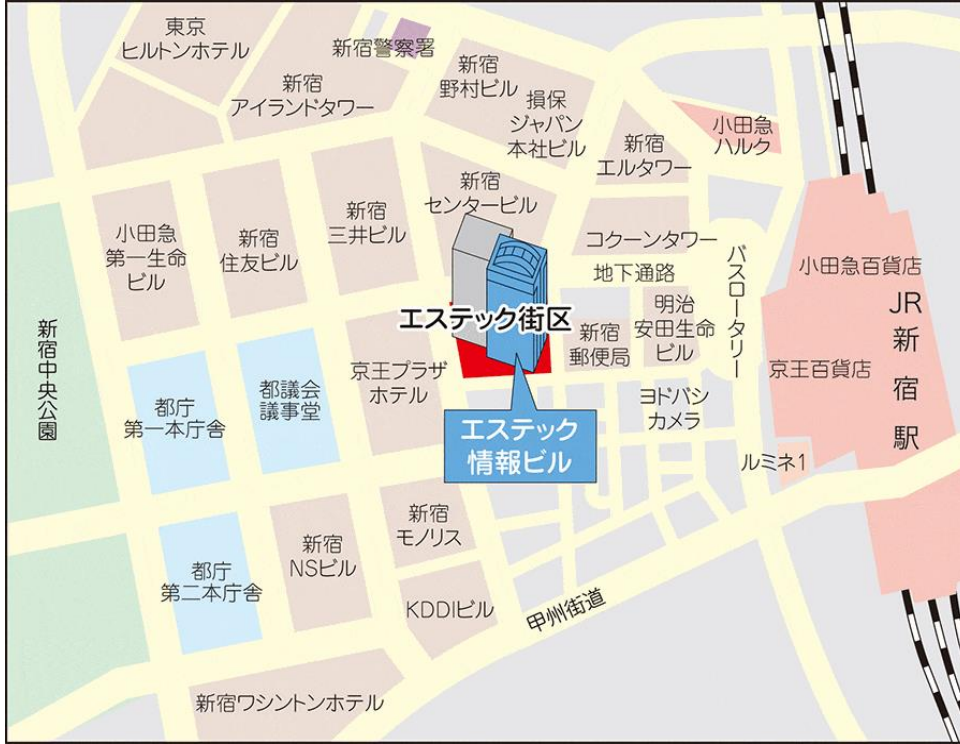 東京
ヒルトンホテル
新宿警察署
新宿
アイランドタワー
新宿
野村ビル
損保
ジャパン
本社ビル
新宿
エルタワー
小田急
ハルク
小田急
第一生命
ビル
新宿
住友ビル
新宿
三井ビル
新宿
センタービル
コクーンタワー
地下通路
バスロータリー
小田急百貨店
JR新宿駅
エステック街区
新宿
郵便局
明治
安田生命
ビル
京王百貨店
新宿中央公園
都庁
第一本庁舎
都議会
議事堂
京王プラザ
ホテル
ヨドバシ
カメラ
エステック
情報ビル
ルミネ1
都庁
第二本庁舎
新宿
NSビル
新宿
モノリス
KDDIビル
甲州街道
新宿ワシントンホテル